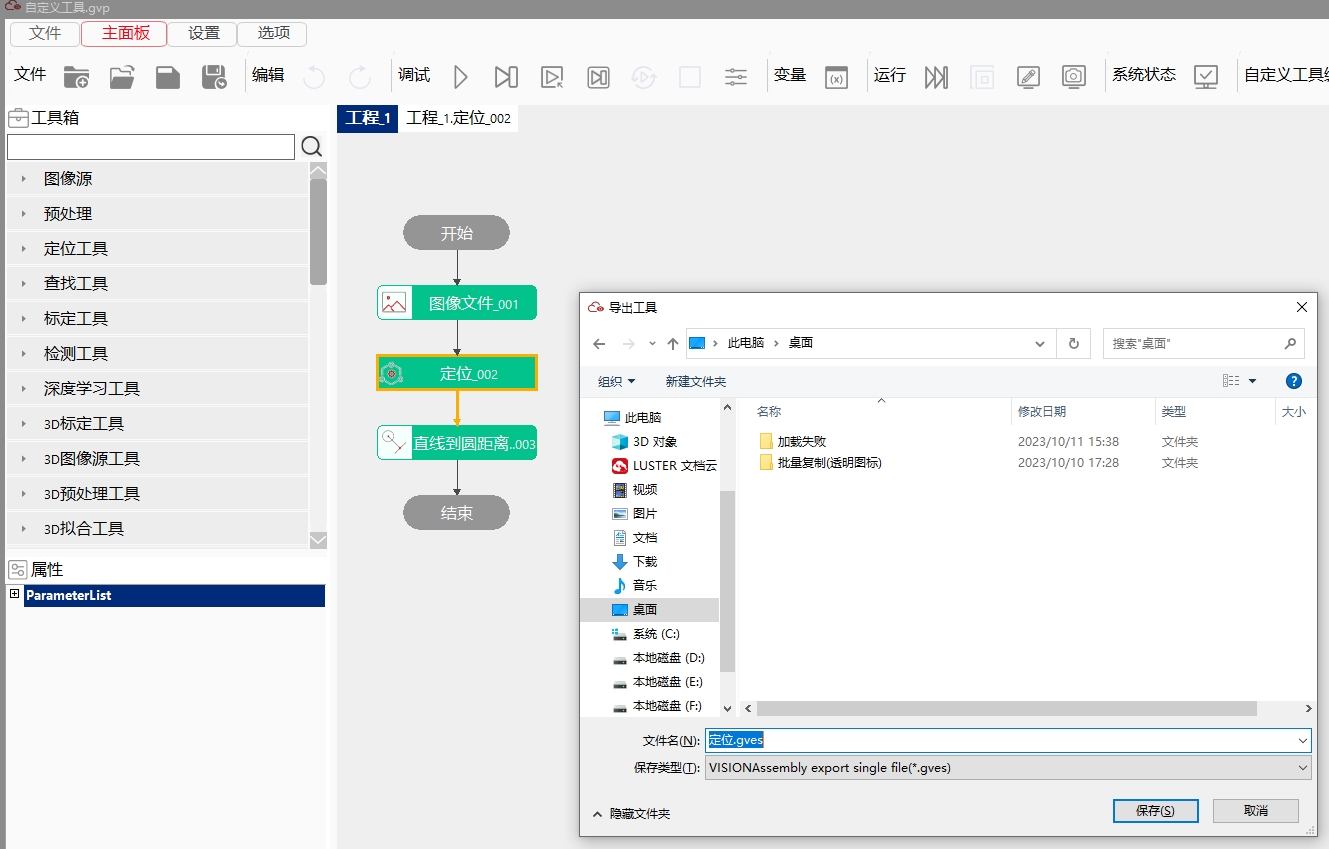 自定义工具.gvp
文件 主面板 设置 选项
文件 编辑 调试 变量 (x) 运行 系统状态 自定义工具
工具箱
图像源
预处理
定位工具
查找工具
标定工具
检测工具
深度学习工具
3D标定工具
3D图像源工具
3D预处理工具
3D拟合工具
属性
ParameterList
工程_1 工程_1.定位_002
开始
图像文件_001
定位_002
直线到圆距离..003
结束
导出工具
此电脑 › 桌面
搜索"桌面"
组织 新建文件夹
此电脑
3D 对象
LUSTER 文档云
视频
图片
文档
下载
音乐
桌面
系统 (C:)
本地磁盘 (D:)
本地磁盘 (E:)
本地磁盘 (F:)
名称 修改日期 类型 大小
加载失败 2023/10/11 15:38 文件夹
批量复制(透明图标) 2023/10/10 17:28 文件夹
文件名(N): 定位.gves
保存类型(T): VISIONAssembly export single file(*.gves)
隐藏文件夹
保存(S) 取消